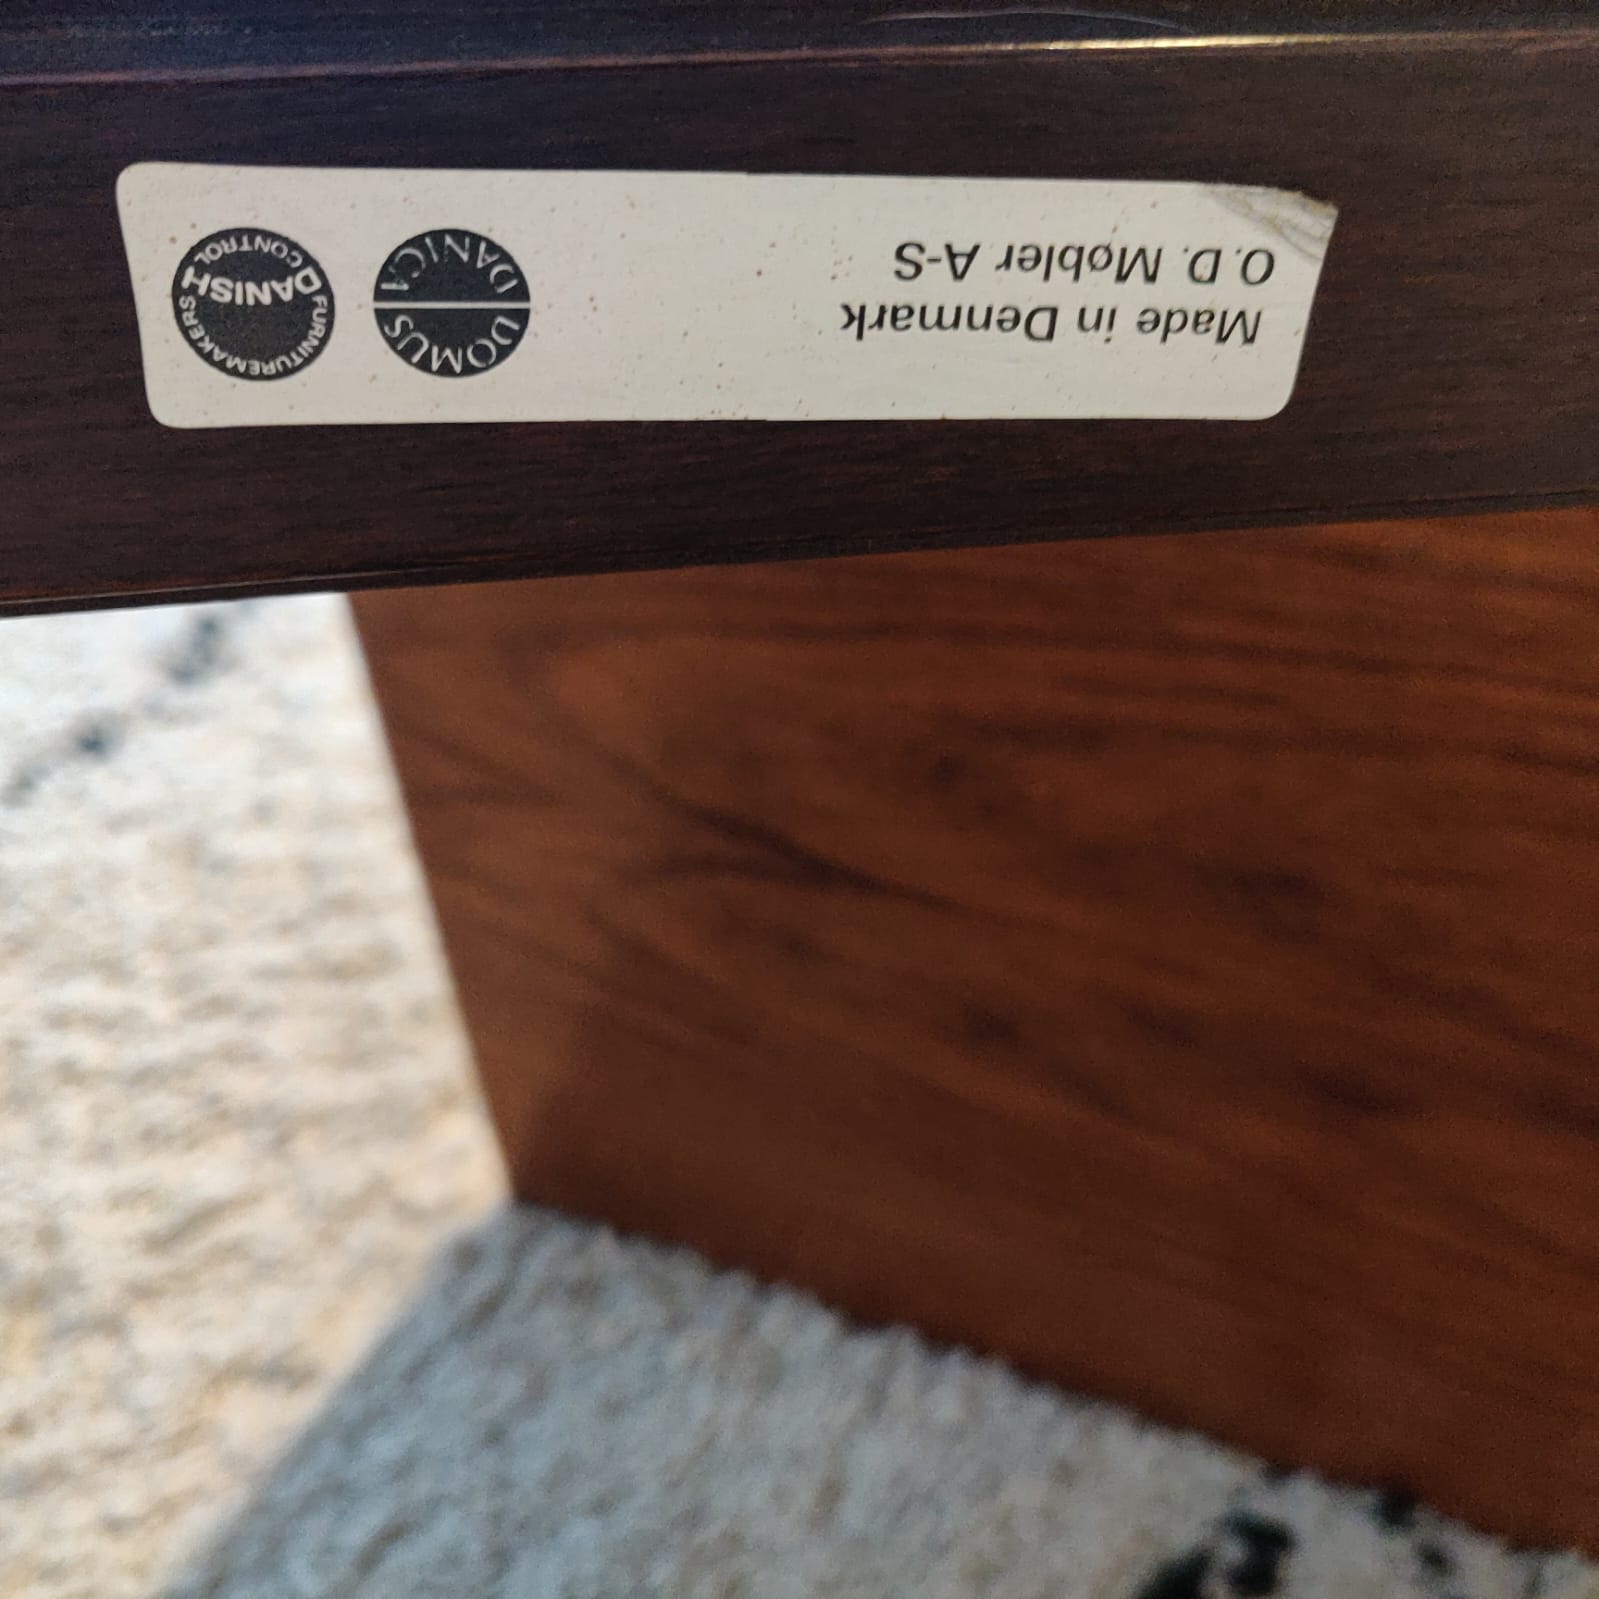 O.D. Møbler A-S
Made in Denmark
DOMUS
DANICA
DANISH
FURNITUREMAKERS
CONTROL